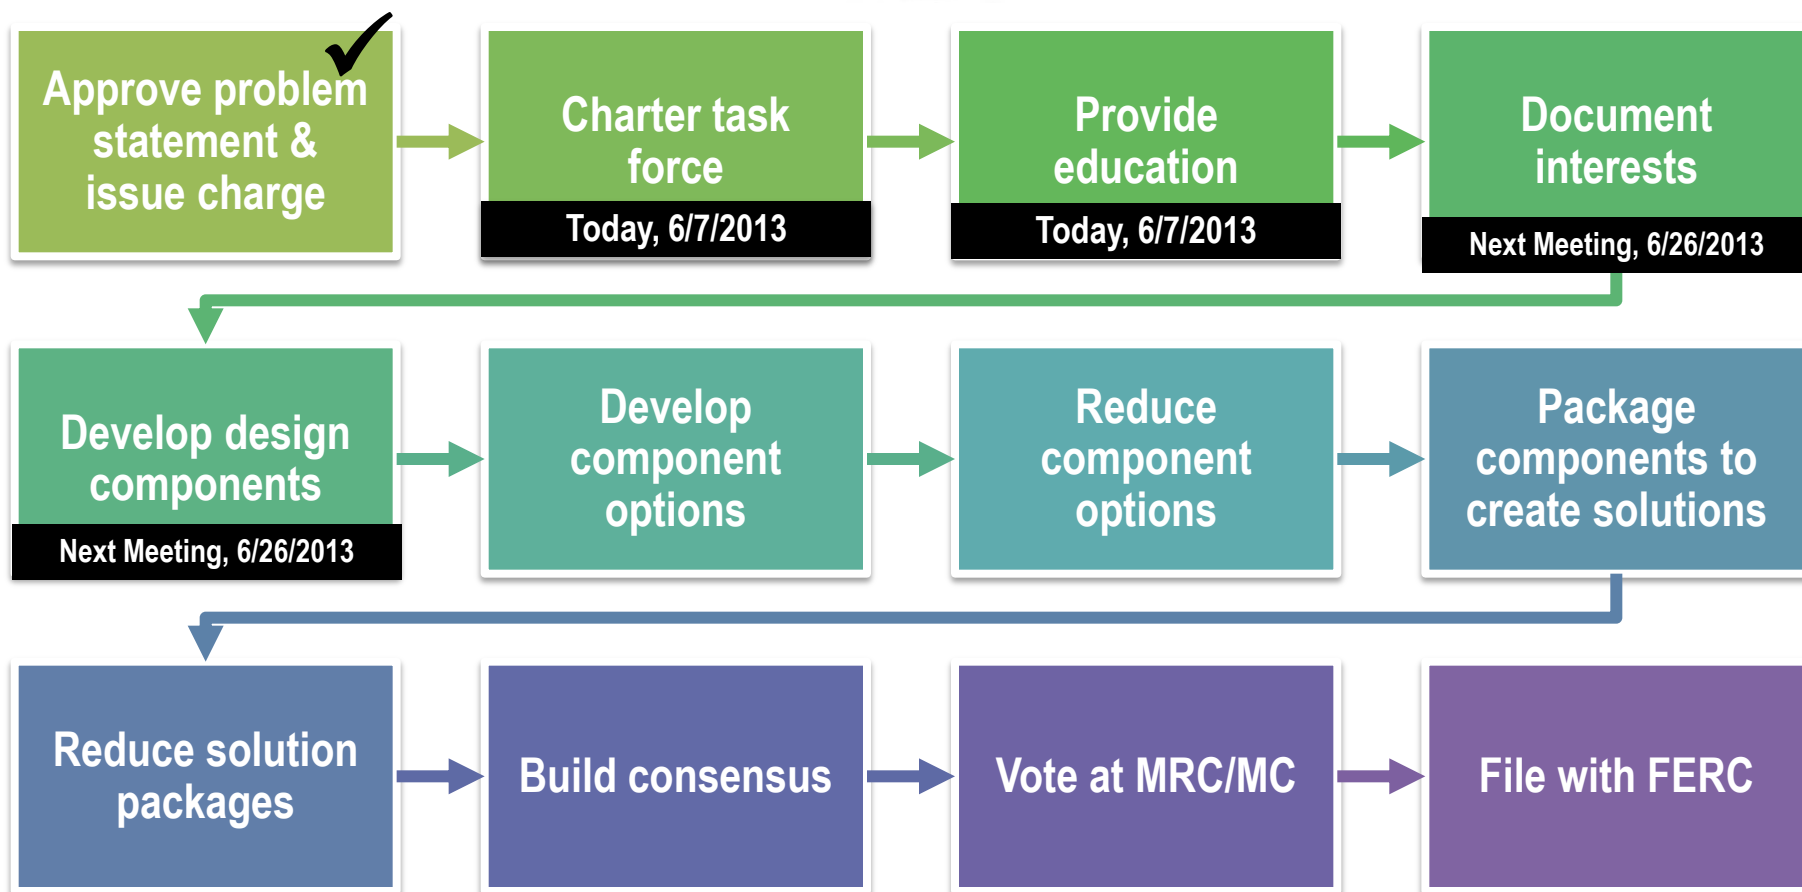 Approve problem
statement &
issue charge
Charter task
force
Today, 6/7/2013
Provide
education
Today, 6/7/2013
Document
interests
Next Meeting, 6/26/2013
Develop design
components
Next Meeting, 6/26/2013
Develop
component
options
Reduce
component
options
Package
components to
create solutions
Reduce solution
packages
Build consensus
Vote at MRC/MC
File with FERC